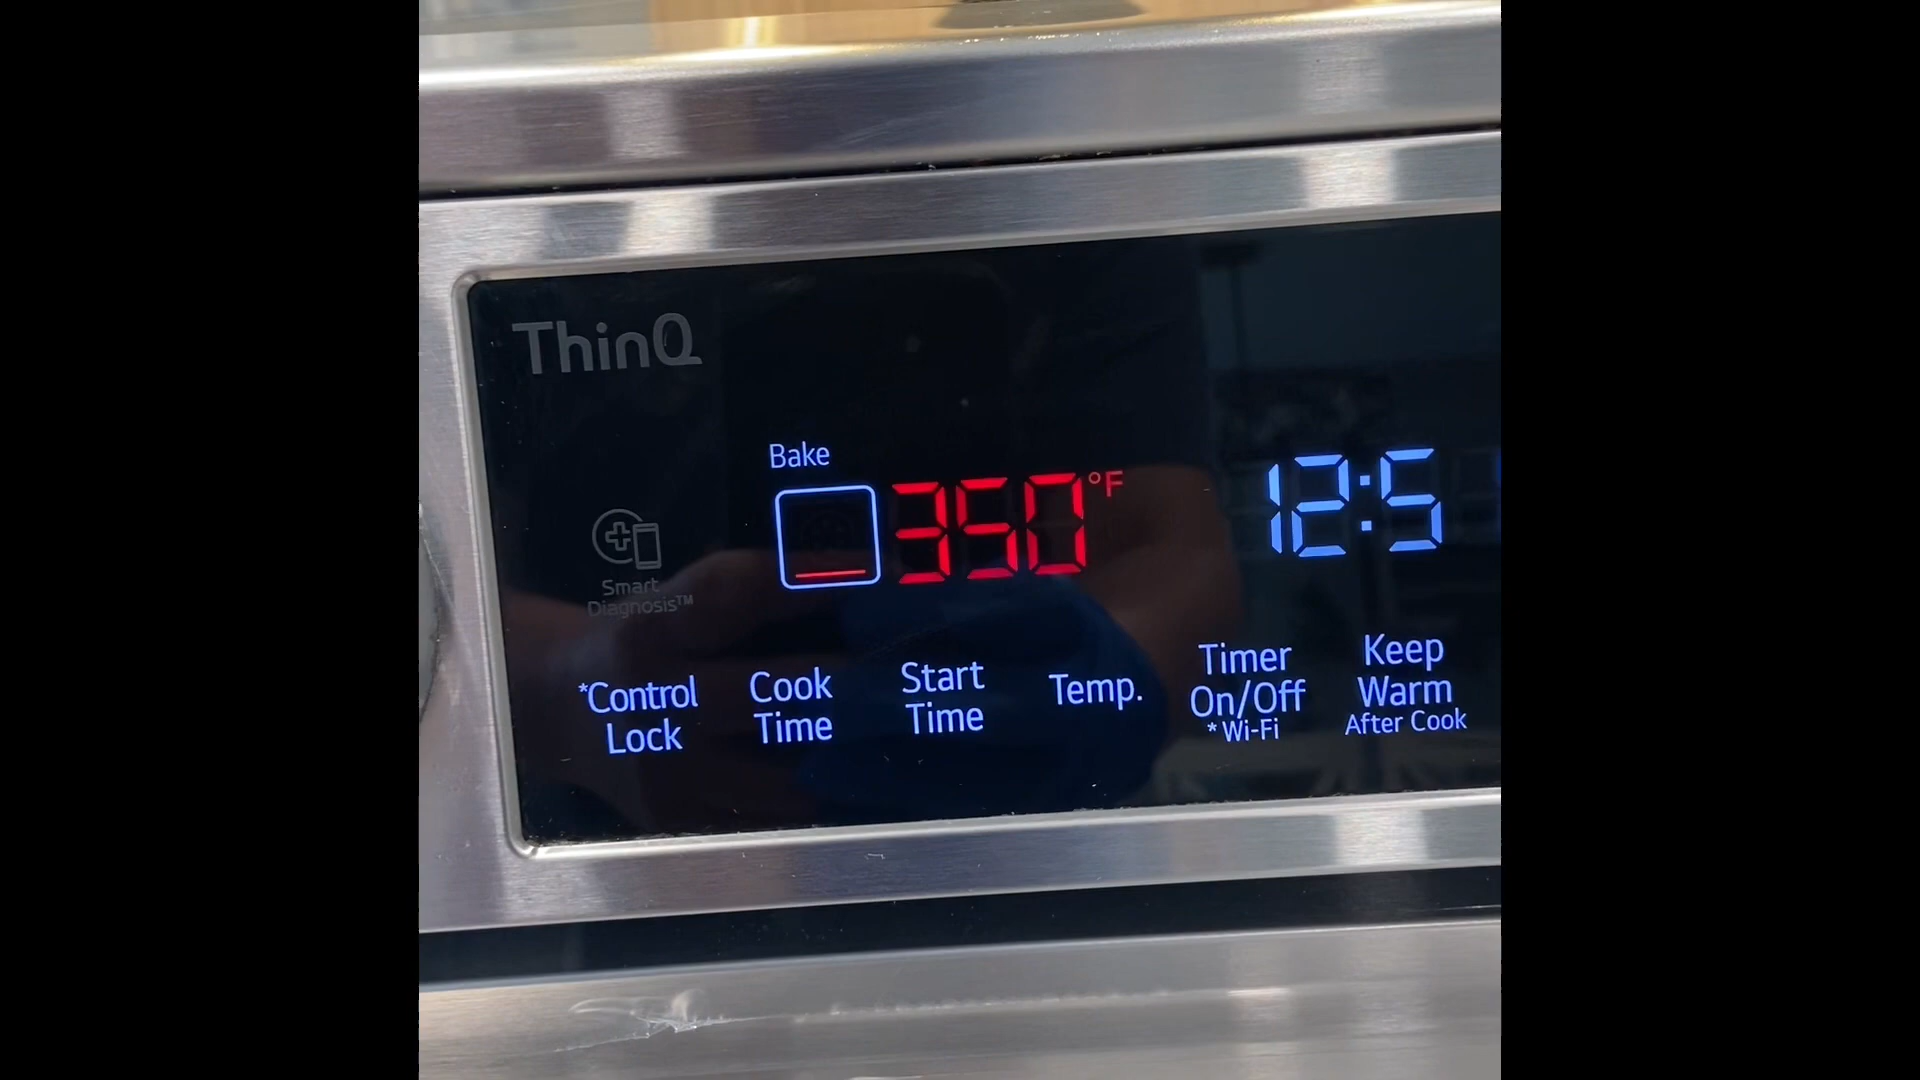 ThinQ
Bake
350°F
12:5
Smart
Diagnosis™
*Control
Lock
Cook
Time
Start
Time
Temp.
Timer
On/Off
*Wi-Fi
Keep
Warm
After Cook